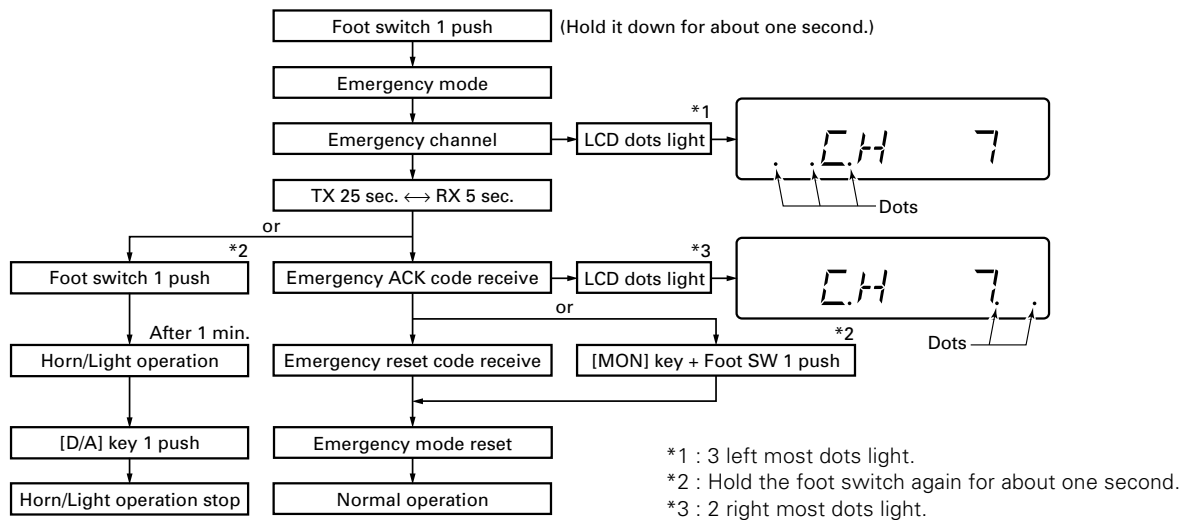 Foot switch 1 push (Hold it down for about one second.)
Emergency mode
*1
Emergency channel
LCD dots light
. .C.H 7
Dots
TX 25 sec. ↔ RX 5 sec.
or
*2
Foot switch 1 push
Emergency ACK code receive
*3
LCD dots light
C.H 7. .
Dots
or
After 1 min.
*2
Horn/Light operation
Emergency reset code receive
[MON] key + Foot SW 1 push
[D/A] key 1 push
Emergency mode reset
Horn/Light operation stop
Normal operation
*1 : 3 left most dots light.
*2 : Hold the foot switch again for about one second.
*3 : 2 right most dots light.